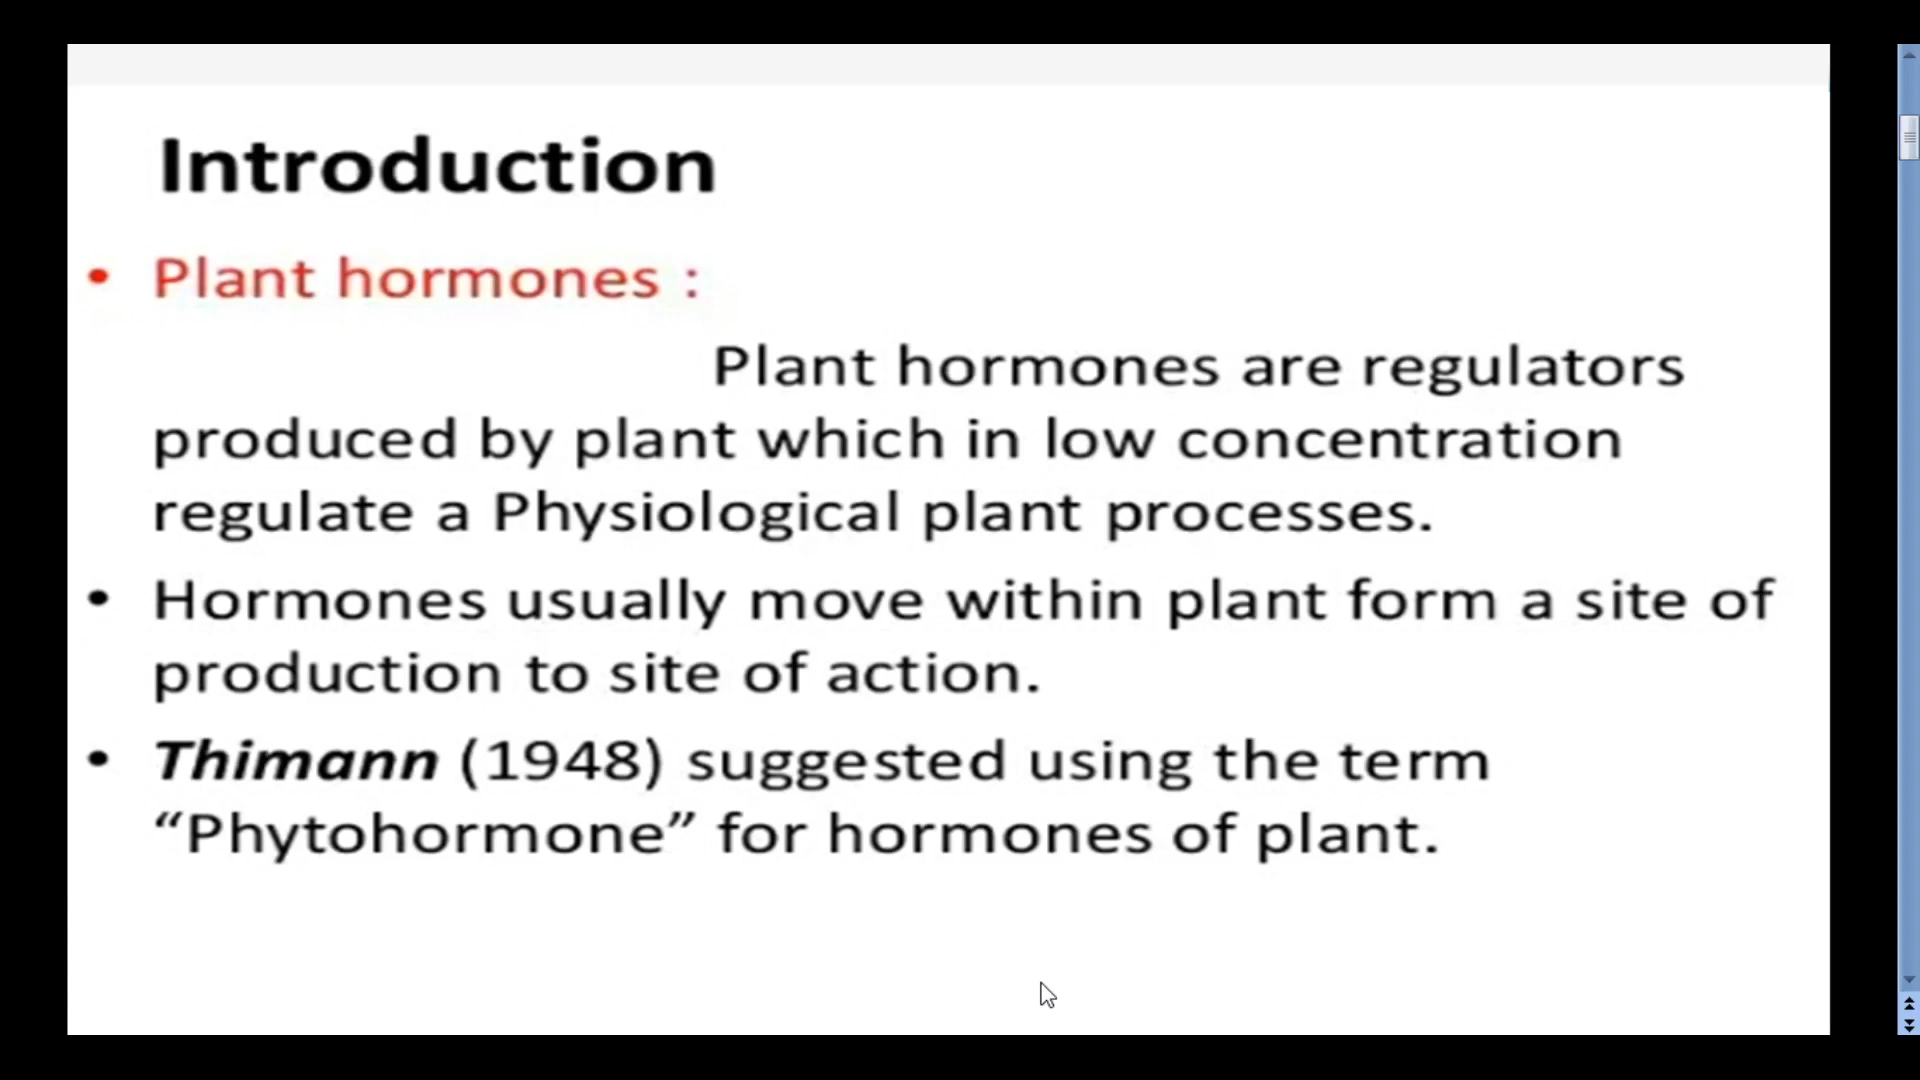 Introduction
• Plant hormones :
Plant hormones are regulators
produced by plant which in low concentration
regulate a Physiological plant processes.
• Hormones usually move within plant form a site of
production to site of action.
• Thimann (1948) suggested using the term
“Phytohormone” for hormones of plant.